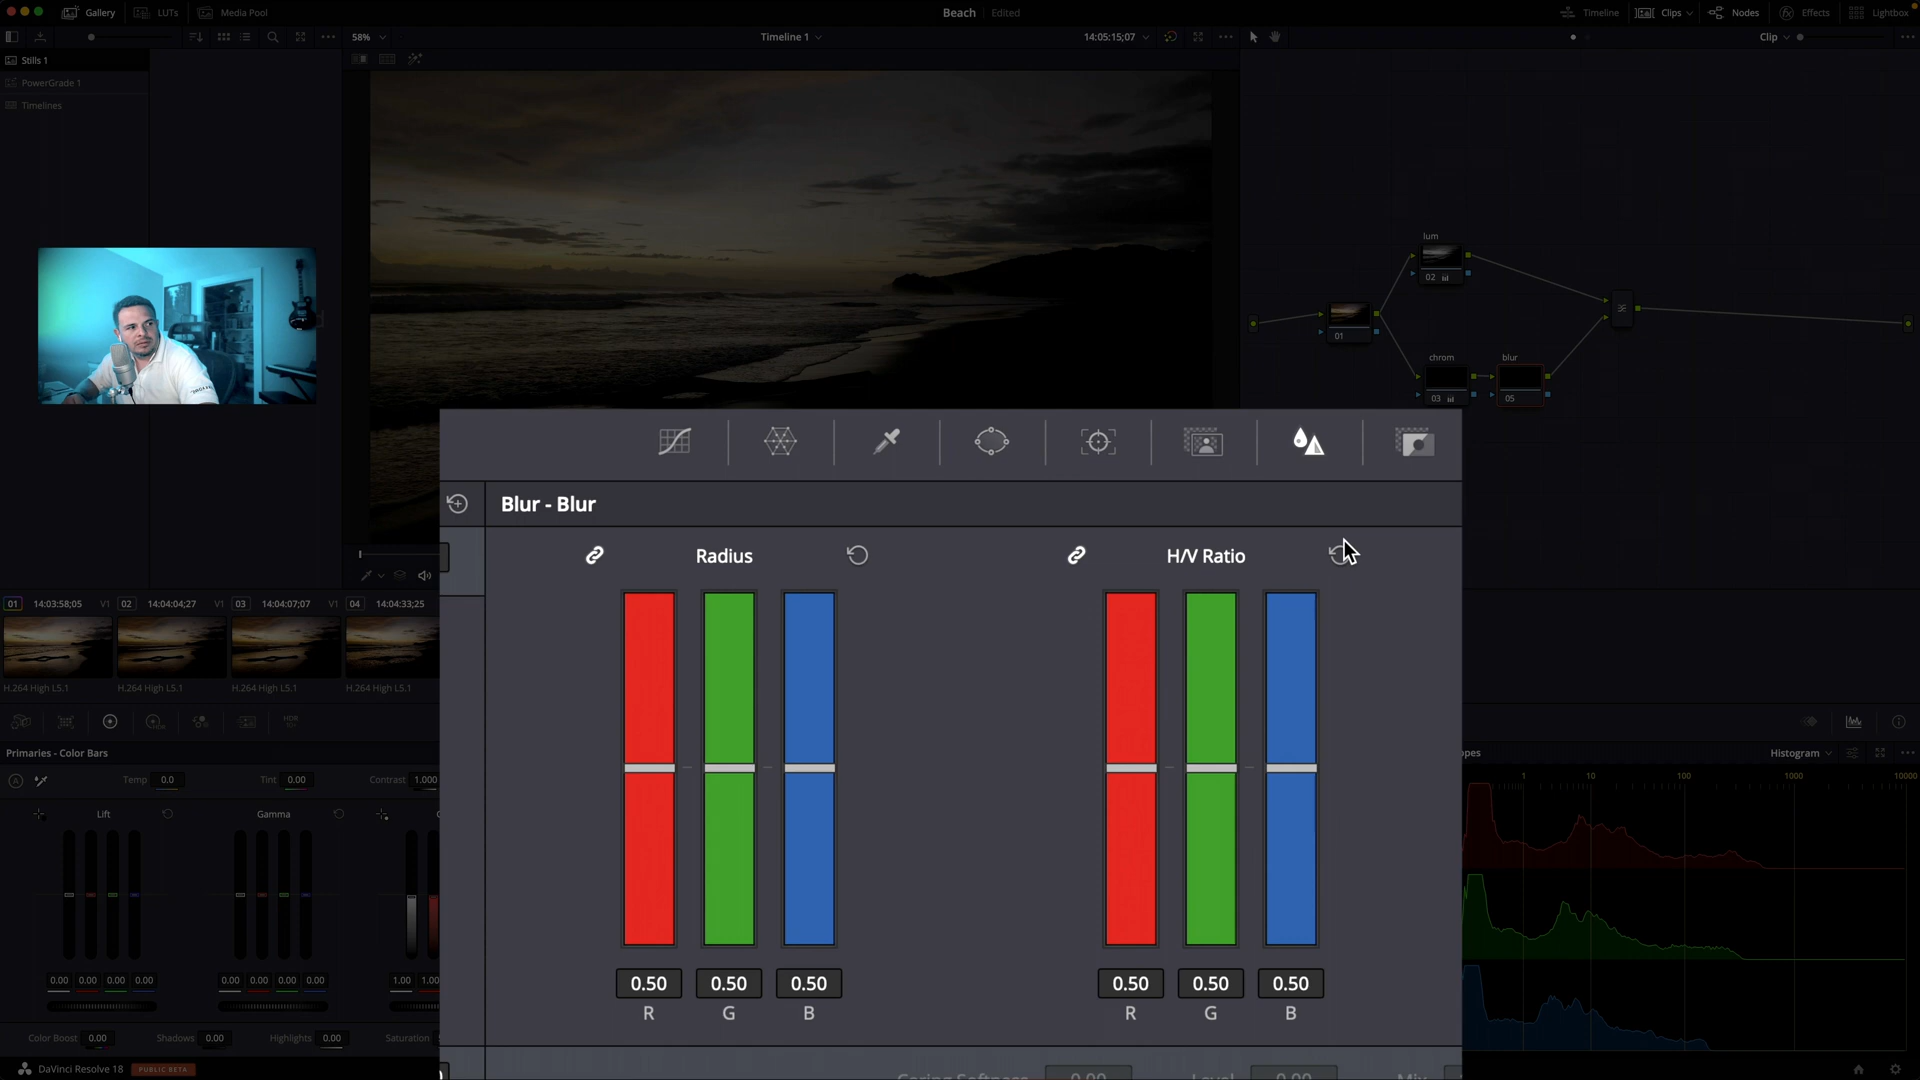 Gallery
LUTs
Media Pool
Beach
Edited
Timeline
Clips
Nodes
Effects
Lightbox
58%
Timeline 1
14:05:15;07
Clip
Stills 1
PowerGrade 1
Timelines
lum
02
01
chrom
blur
03
05
Blur - Blur
Radius
H/V Ratio
01 14:03:58;05 V1
02 14:04:04;27 V1
03 14:04:07;07 V1
04 14:04:33;25
H.264 High L5.1
H.264 High L5.1
H.264 High L5.1
H.264 High L5.1
HDR
Primaries - Color Bars
Histogram
Temp 0.0
Tint 0.00
Contrast 1.000
1 10 100 1000 10000
Lift
Gamma
0.00 0.00 0.00 0.00
0.00 0.00 0.00 0.00
1.00
0.50 0.50 0.50
R G B
0.50 0.50 0.50
R G B
Color Boost 0.00
Shadows 0.00
Highlights 0.00
Saturation
DaVinci Resolve 18
PUBLIC BETA